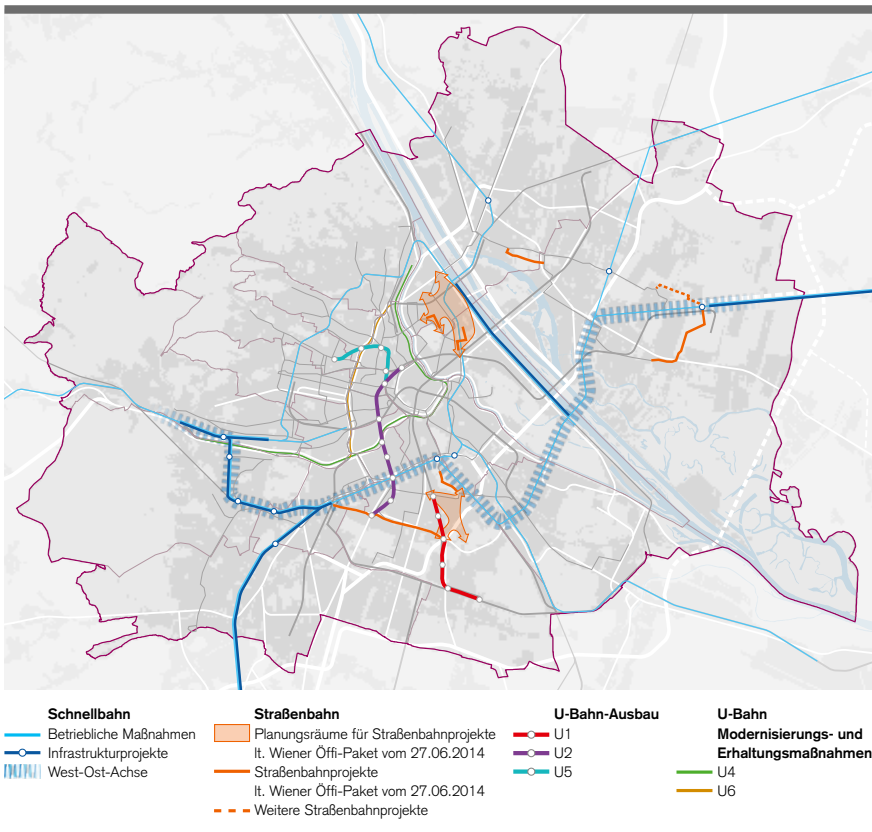 Schnellbahn
Betriebliche Maßnahmen
Infrastrukturprojekte
West-Ost-Achse
Straßenbahn
Planungsräume für Straßenbahnprojekte
lt. Wiener Öffi-Paket vom 27.06.2014
Straßenbahnprojekte
lt. Wiener Öffi-Paket vom 27.06.2014
Weitere Straßenbahnprojekte
U-Bahn-Ausbau
U1
U2
U5
U-Bahn
Modernisierungs- und
Erhaltungsmaßnahmen
U4
U6